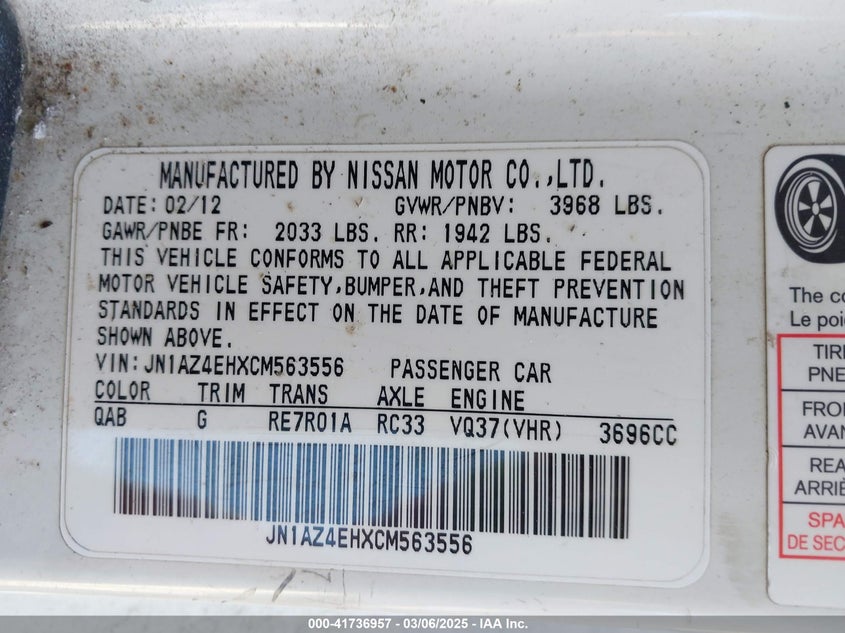 MANUFACTURED BY NISSAN MOTOR CO.,LTD.
DATE: 02/12 GVWR/PNBV: 3968 LBS.
GAWR/PNBE FR: 2033 LBS. RR: 1942 LBS.
THIS VEHICLE CONFORMS TO ALL APPLICABLE FEDERAL
MOTOR VEHICLE SAFETY,BUMPER,AND THEFT PREVENTION
STANDARDS IN EFFECT ON THE DATE OF MANUFACTURE
SHOWN ABOVE.
VIN:JN1AZ4EHXCM563556 PASSENGER CAR
COLOR TRIM TRANS AXLE ENGINE
QAB G RE7R01A RC33 VQ37(VHR) 3696CC
JN1AZ4EHXCM563556
The co
Le poi
TIRE
PNE
FRO
AVAN
REA
ARRIÈ
SPA
DE SEC
000-41736957 - 03/06/2025 - © IAA Inc.